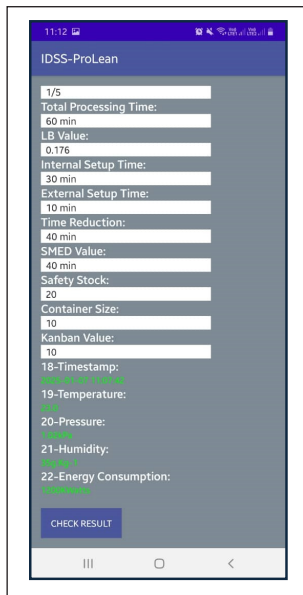 11:12
IDSS-ProLean
1/5
Total Processing Time:
60 min
LB Value:
0.176
Internal Setup Time:
30 min
External Setup Time:
10 min
Time Reduction:
40 min
SMED Value:
40 min
Safety Stock:
20
Container Size:
10
Kanban Value:
10
18-Timestamp:
19-Temperature:
20-Pressure:
21-Humidity:
22-Energy Consumption:
CHECK RESULT